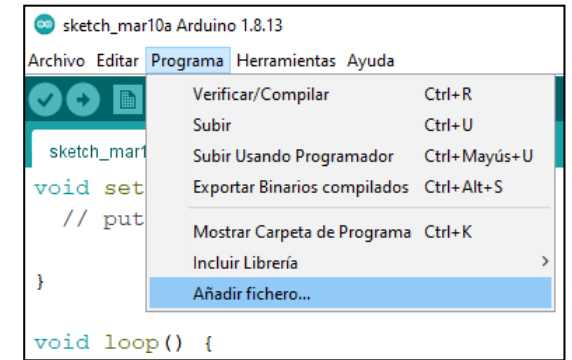 sketch_mar10a Arduino 1.8.13
Archivo Editar Programa Herramientas Ayuda
Verificar/Compilar Ctrl+R
Subir Ctrl+U
sketch_mar1
Subir Usando Programador Ctrl+Mayús+U
void set
Exportar Binarios compilados Ctrl+Alt+S
// put
Mostrar Carpeta de Programa Ctrl+K
Incluir Librería >
}
Añadir fichero...
void loop() {